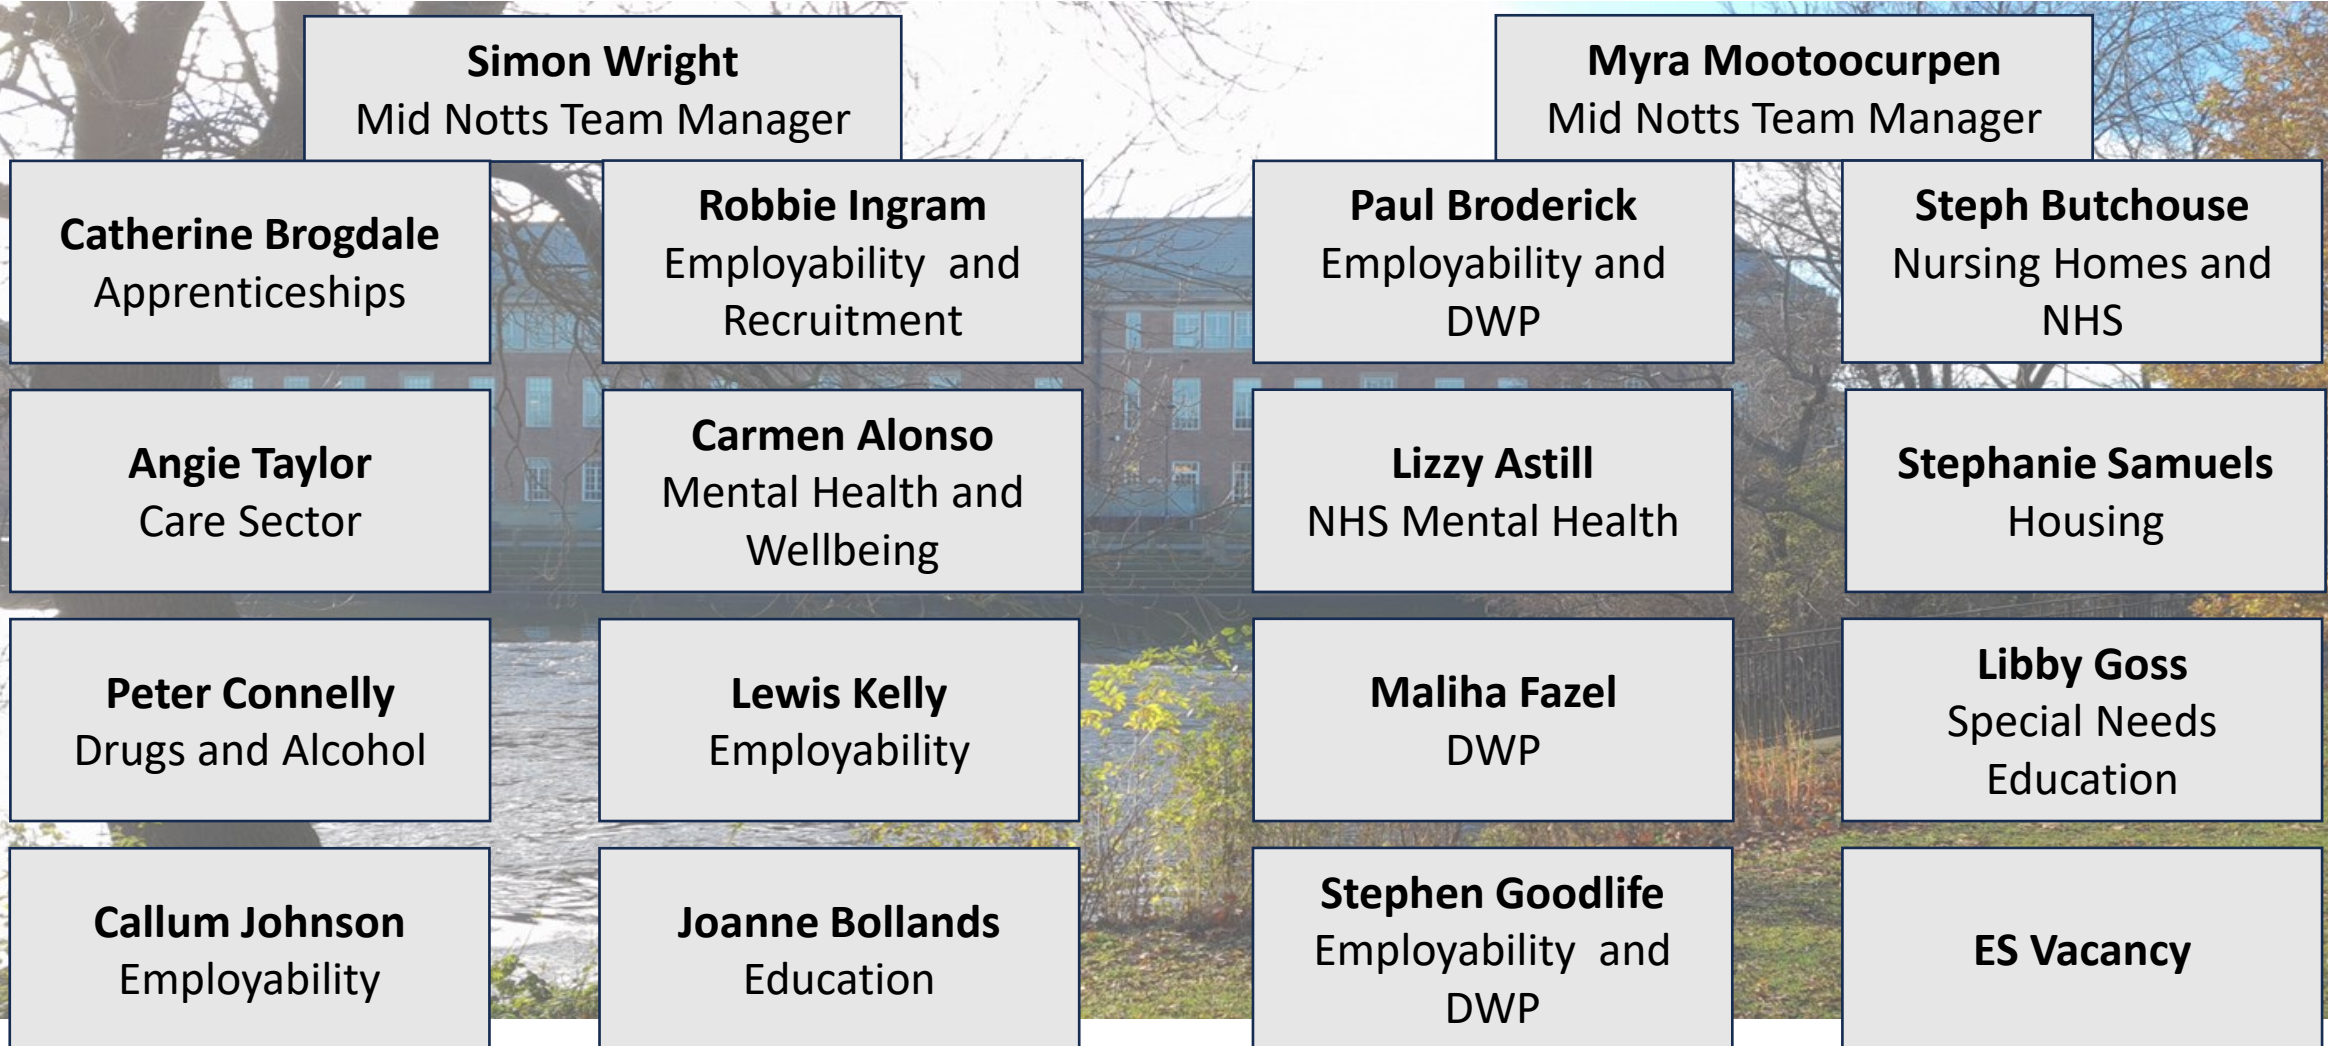 Simon Wright
Mid Notts Team Manager
Myra Mootoocurpen
Mid Notts Team Manager
Catherine Brogdale
Apprenticeships
Robbie Ingram
Employability and
Recruitment
Paul Broderick
Employability and
DWP
Steph Butchouse
Nursing Homes and
NHS
Angie Taylor
Care Sector
Carmen Alonso
Mental Health and
Wellbeing
Lizzy Astill
NHS Mental Health
Stephanie Samuels
Housing
Peter Connelly
Drugs and Alcohol
Lewis Kelly
Employability
Maliha Fazel
DWP
Libby Goss
Special Needs
Education
Callum Johnson
Employability
Joanne Bollands
Education
Stephen Goodlife
Employability and
DWP
ES Vacancy